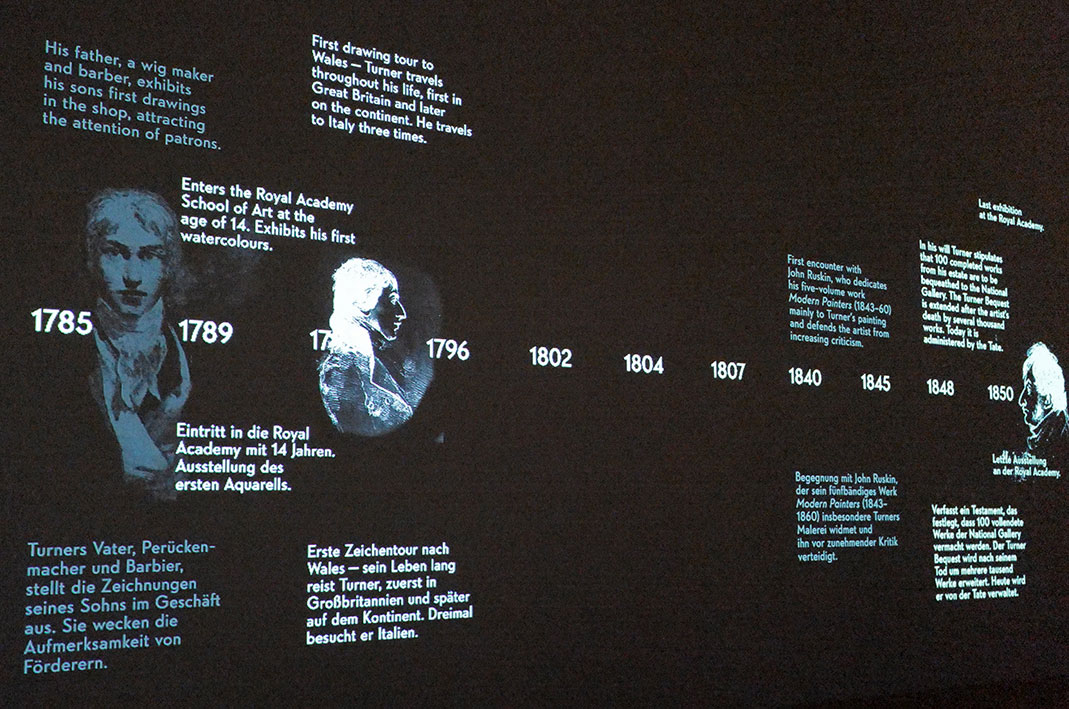 His father, a wig maker
and barber, exhibits
his sons first drawings
in the shop, attracting
the attention of patrons.
First drawing tour to
Wales — Turner travels
throughout his life, first in
Great Britain and later
on the continent. He travels
to Italy three times.
Enters the Royal Academy
School of Art at the
age of 14. Exhibits his first
watercolours.
Last exhibition
at the Royal Academy.
In his will Turner stipulates
that 100 completed works
from his estate are to be
bequeathed to the National
Gallery. The Turner Bequest
is extended after the artist's
death by several thousand
works. Today it is
administered by the Tate.
First encounter with
John Ruskin, who dedicates
his five-volume work
Modern Painters (1843–60)
mainly to Turner's painting
and defends the artist from
increasing criticism.
1785
1789
1796
1802
1804
1807
1840
1845
1848
1850
Eintritt in die Royal
Academy mit 14 Jahren.
Ausstellung des
ersten Aquarells.
Letzte Ausstellung
an der Royal Academy.
Begegnung mit John Ruskin,
der sein fünfbändiges Werk
Modern Painters (1843–
1860) insbesondere Turners
Malerei widmet und
ihn vor zunehmender Kritik
verteidigt.
Verfasst ein Testament, das
festlegt, dass 100 vollendete
Werke der National Gallery
vermacht werden. Der Turner
Bequest wird nach seinem
Tod um mehrere tausend
Werke erweitert. Heute wird
er von der Tate verwaltet.
Turners Vater, Perücken-
macher und Barbier,
stellt die Zeichnungen
seines Sohns im Geschäft
aus. Sie wecken die
Aufmerksamkeit von
Förderern.
Erste Zeichentour nach
Wales — sein Leben lang
reist Turner, zuerst in
Großbritannien und später
auf dem Kontinent. Dreimal
besucht er Italien.